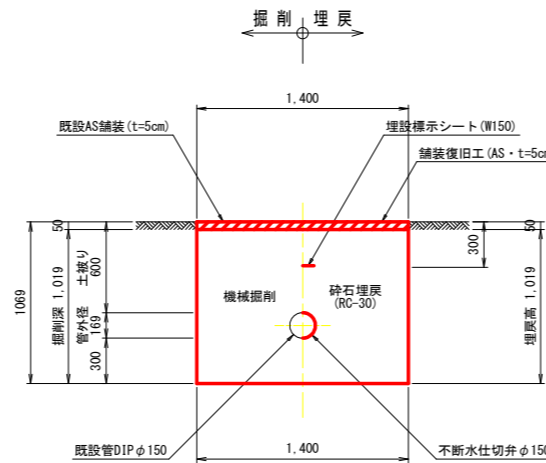 掘 削 埋 戻
1,400
既設AS舗装(t=5cm)
埋設標示シート(W150)
舗装復旧工(AS・t=5cm
50
50
土被り
600
300
1069
掘削深 1,019
機械掘削
砕石埋戻
(RC-30)
埋戻高 1,019
管外径
169
300
既設管DIPφ150
1,400
不断水仕切弁φ150